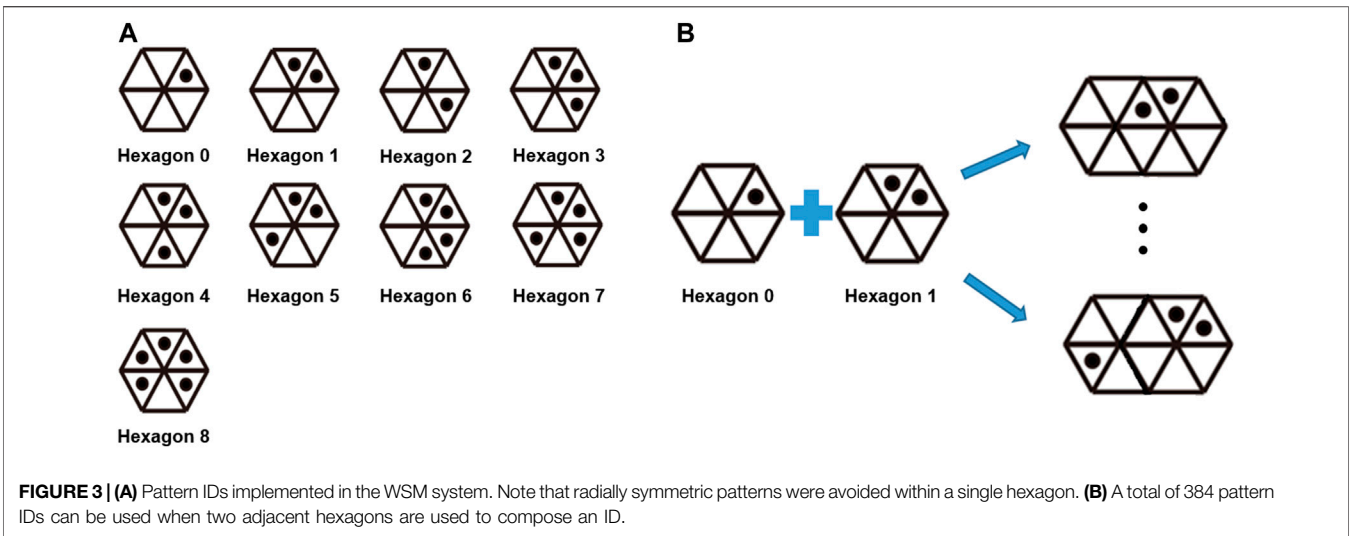 A
B
Hexagon 0 Hexagon 1 Hexagon 2 Hexagon 3
Hexagon 4 Hexagon 5 Hexagon 6 Hexagon 7
Hexagon 8
Hexagon 0 Hexagon 1
FIGURE 3 | (A) Pattern IDs implemented in the WSM system. Note that radially symmetric patterns were avoided within a single hexagon. (B) A total of 384 pattern
IDs can be used when two adjacent hexagons are used to compose an ID.